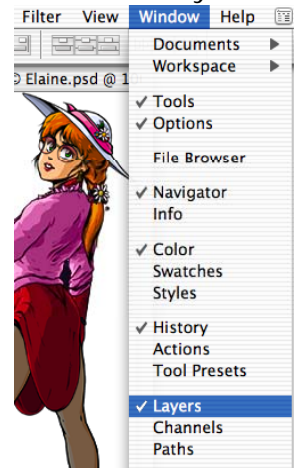 Filter View Window Help
© Elaine.psd @ 1
Documents
Workspace
✓ Tools
✓ Options
File Browser
✓ Navigator
Info
✓ Color
Swatches
Styles
✓ History
Actions
Tool Presets
✓ Layers
Channels
Paths